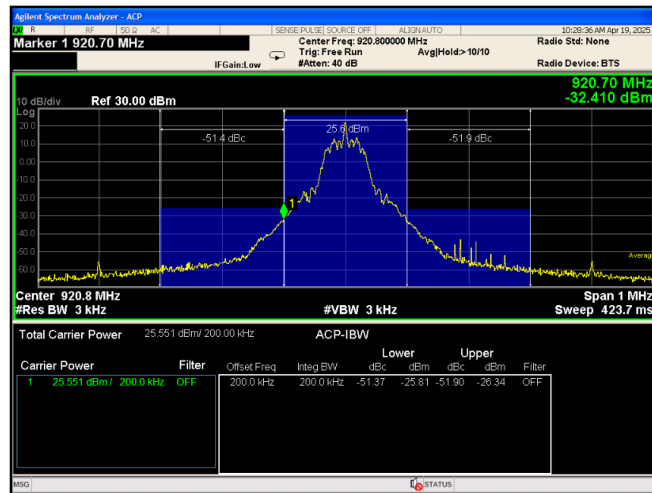 Agilent Spectrum Analyzer - ACP
R RF 50 Ω AC SENSE:PULSE SOURCE OFF ALIGN AUTO 10:28:36 AM Apr 19, 2025
Marker 1 920.70 MHz
Center Freq: 920.800000 MHz
Radio Std: None
Trig: Free Run Avg|Hold:>10/10
IFGain:Low #Atten: 40 dB Radio Device: BTS
920.70 MHz
-32.410 dBm
10 dB/div Ref 30.00 dBm
Log
20.0
10.0
0.00
-10.0
-20.0
-30.0
-40.0
-50.0
-60.0
-51.4 dBc
25.6 dBm
-51.9 dBc
1
Average
Center 920.8 MHz Span 1 MHz
#Res BW 3 kHz #VBW 3 kHz Sweep 423.7 ms
Total Carrier Power 25.551 dBm/ 200.00 kHz ACP-IBW
Lower Upper
Carrier Power Filter Offset Freq Integ BW dBc dBm dBc dBm Filter
1 25.551 dBm / 200.0 kHz OFF 200.0 kHz 200.0 kHz -51.37 -25.81 -51.90 -26.34 OFF
MSG STATUS